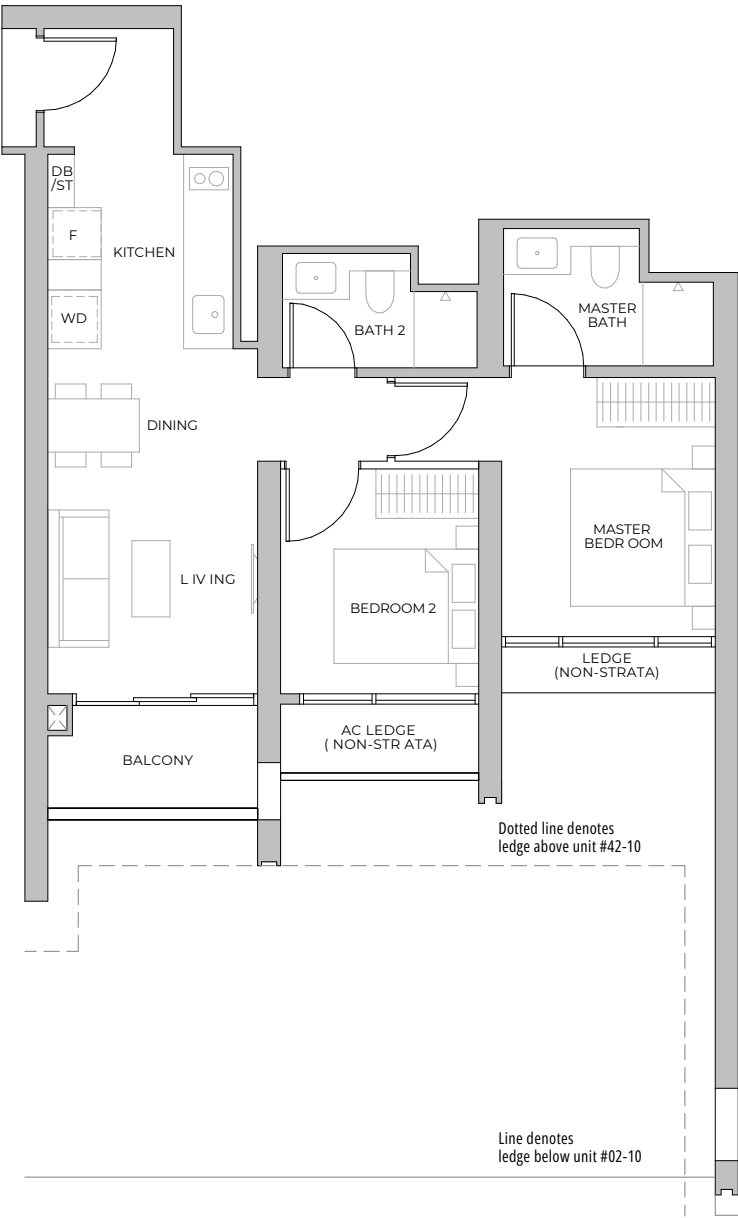 DB
/ST
F
KITCHEN
WD
BATH 2
MASTER
BATH
DINING
MASTER
BEDR OOM
L IV ING
BEDROOM 2
LEDGE
(NON-STRATA)
AC LEDGE
( NON-STR ATA)
BALCONY
Dotted line denotes
ledge above unit #42-10
Line denotes
ledge below unit #02-10